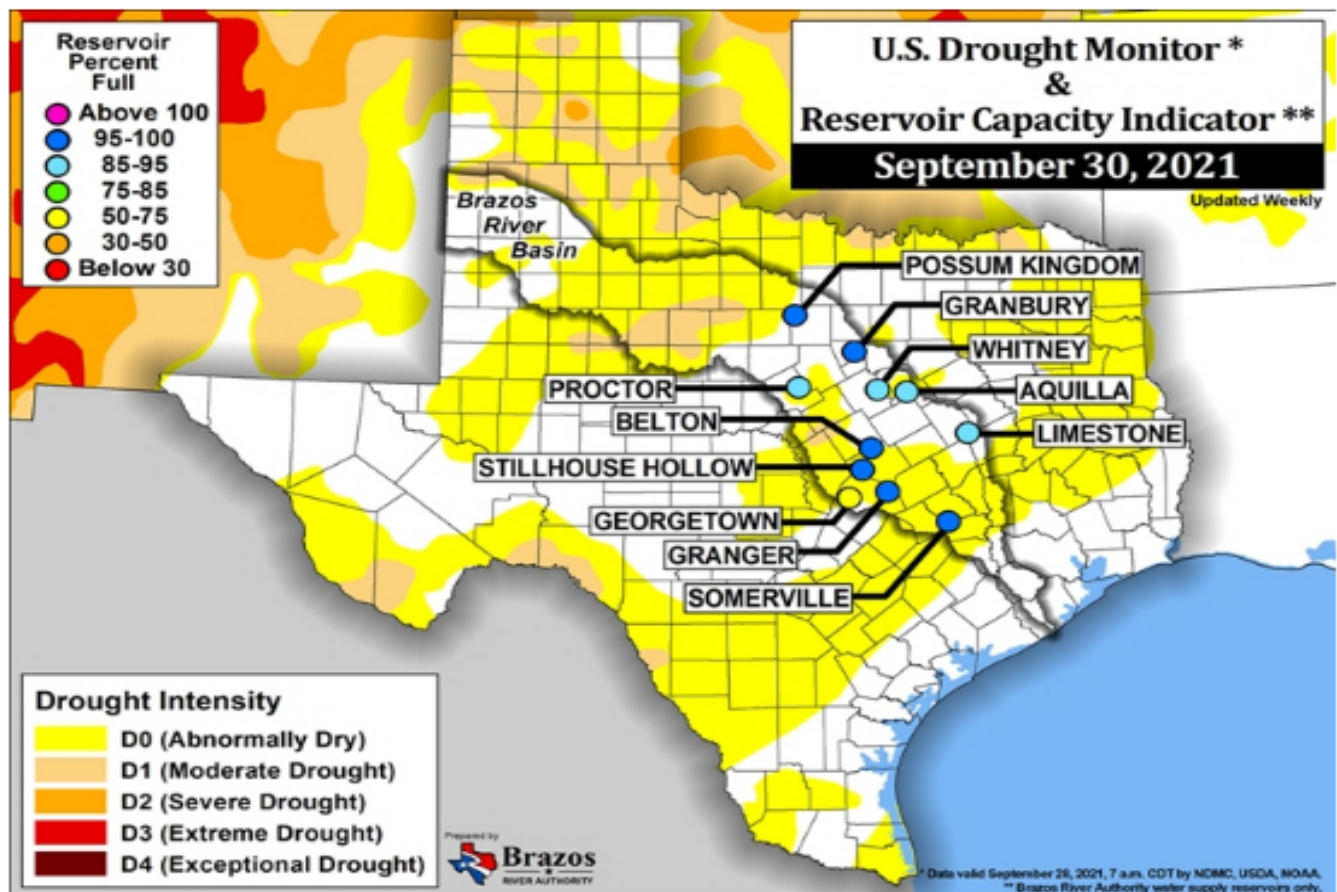 Reservoir
Percent
Full
Above 100
95-100
85-95
75-85
50-75
30-50
Below 30
U.S. Drought Monitor *
&
Reservoir Capacity Indicator **
September 30, 2021
Updated Weekly
Brazos
River
Basin
POSSUM KINGDOM
GRANBURY
WHITNEY
PROCTOR
AQUILLA
BELTON
LIMESTONE
STILLHOUSE HOLLOW
GEORGETOWN
GRANGER
SOMERVILLE
Drought Intensity
D0 (Abnormally Dry)
D1 (Moderate Drought)
D2 (Severe Drought)
D3 (Extreme Drought)
D4 (Exceptional Drought)
Prepared by
Brazos
RIVER AUTHORITY
* Data valid September 28, 2021, 7 a.m. CDT by NDMC, USDA, NOAA.
** Brazos River Authority water supply reservoirs only.